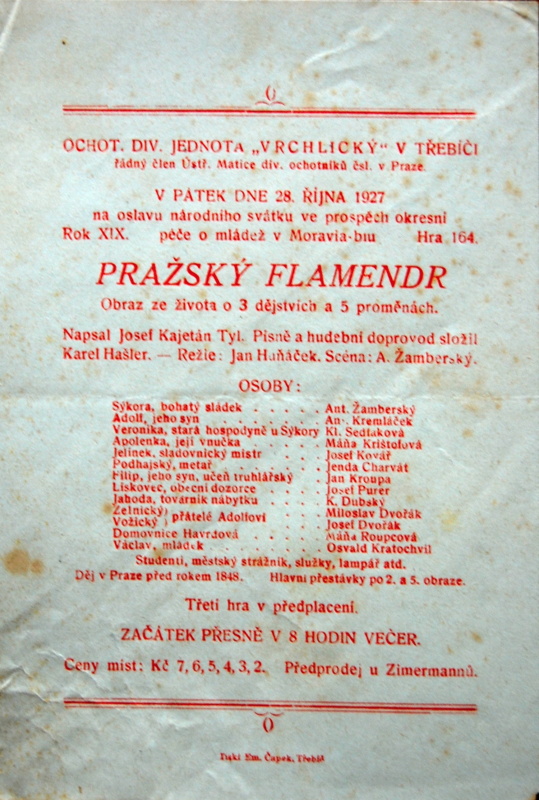 OCHOT. DIV. JEDNOTA „VRCHLICKÝ“ V TŘEBÍČI
řádný člen Ústř. Matice div. ochotníků čsl. v Praze.
V PÁTEK DNE 28. ŘÍJNA 1927
na oslavu národního svátku ve prospěch okresní
Rok XIX. péče o mládež v Moravia-biu Hra 164.
PRAŽSKÝ FLAMENDR
Obraz ze života o 3 dějstvích a 5 proměnách.
Napsal Josef Kajetán Tyl. Písně a hudební doprovod složil
Karel Hašler. — Režie: Jan Huňáček. Scéna: A. Žamberský.
OSOBY:
Sýkora, bohatý sládek . . . . . Ant. Žamberský
Adolf, jeho syn . . . . . Ant. Kremláček
Veronika, stará hospodyně u Sýkory Kl. Sedláková
Apolenka, její vnučka . . . . Máňa Krištofová
Jelínek, sladovnický mistr . . . Josef Kovář
Podhajský, metař . . . . . Jenda Charvát
Filip, jeho syn, učeň truhlářský . Jan Kroupa
Lískovec, obecní dozorce . . . . Josef Purer
Jahoda, továrník nábytku . . . . K. Dubský
Zelnický } přátelé Adolfovi . . . . Miloslav Dvořák
Vožický } . . . . Josef Dvořák
Domovnice Havrdová . . . . . Máňa Roupcová
Václav, mládek . . . . . Osvald Kratochvil
Studenti, městský strážník, služky, lampář atd.
Děj v Praze před rokem 1848. Hlavní přestávky po 2. a 5. obraze.
Třetí hra v předplacení.
ZAČÁTEK PŘESNĚ V 8 HODIN VEČER.
Ceny míst: Kč 7, 6, 5, 4, 3, 2. Předprodej u Zimermannů.
Tiskl Em. Čapek, Třebíč